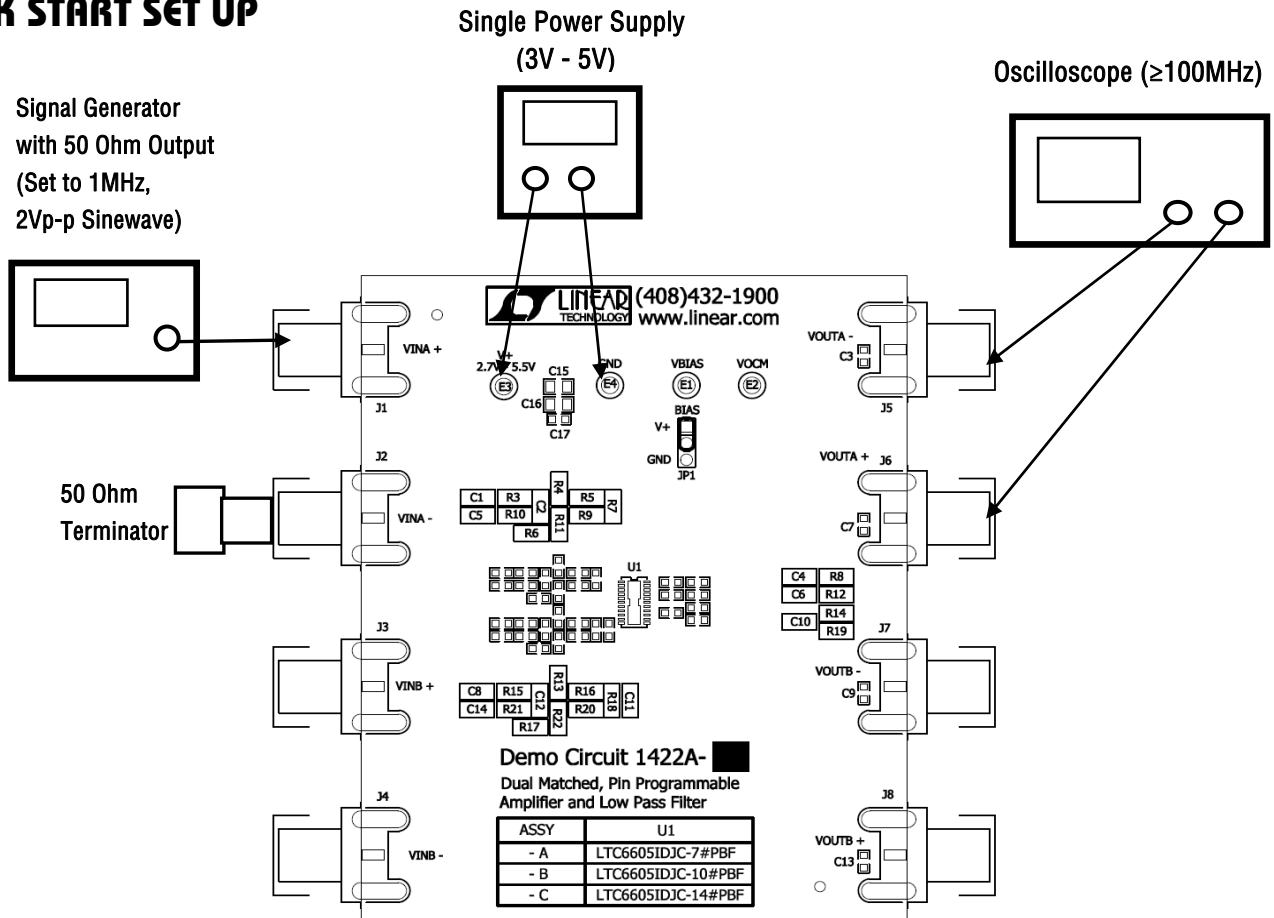 K START SET UP
Single Power Supply
(3V - 5V)
Oscilloscope (≥100MHz)
Signal Generator
with 50 Ohm Output
(Set to 1MHz,
2Vp-p Sinewave)
LINEAR
TECHNOLOGY
(408)432-1900
www.linear.com
VINA +
J1
V+
2.7V 5.5V
E3
C15
C16
C17
GND
E4
VBIAS
E1
VOCM
E2
BIAS
V+
GND
JP1
VOUTA -
C3
J5
50 Ohm
Terminator
J2
VINA -
C1 R3 R4 R5
C5 R10 C2 R11 R9 R7
R6
VOUTA + J6
C7
U1
C4 R8
C6 R12
C10 R14
R19
J3
VINB +
C8 R15 R13 R16
C14 R21 C12 R22 R20 R18 C11
R17
J7
VOUTB -
C9
Demo Circuit 1422A-
Dual Matched, Pin Programmable
Amplifier and Low Pass Filter
ASSY U1
- A LTC6605IDJC-7#PBF
- B LTC6605IDJC-10#PBF
- C LTC6605IDJC-14#PBF
J4
VINB -
J8
VOUTB +
C13